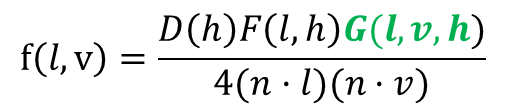 f(l, v) = D(h)F(l, h)G(l, v, h) / 4(n · l)(n · v)